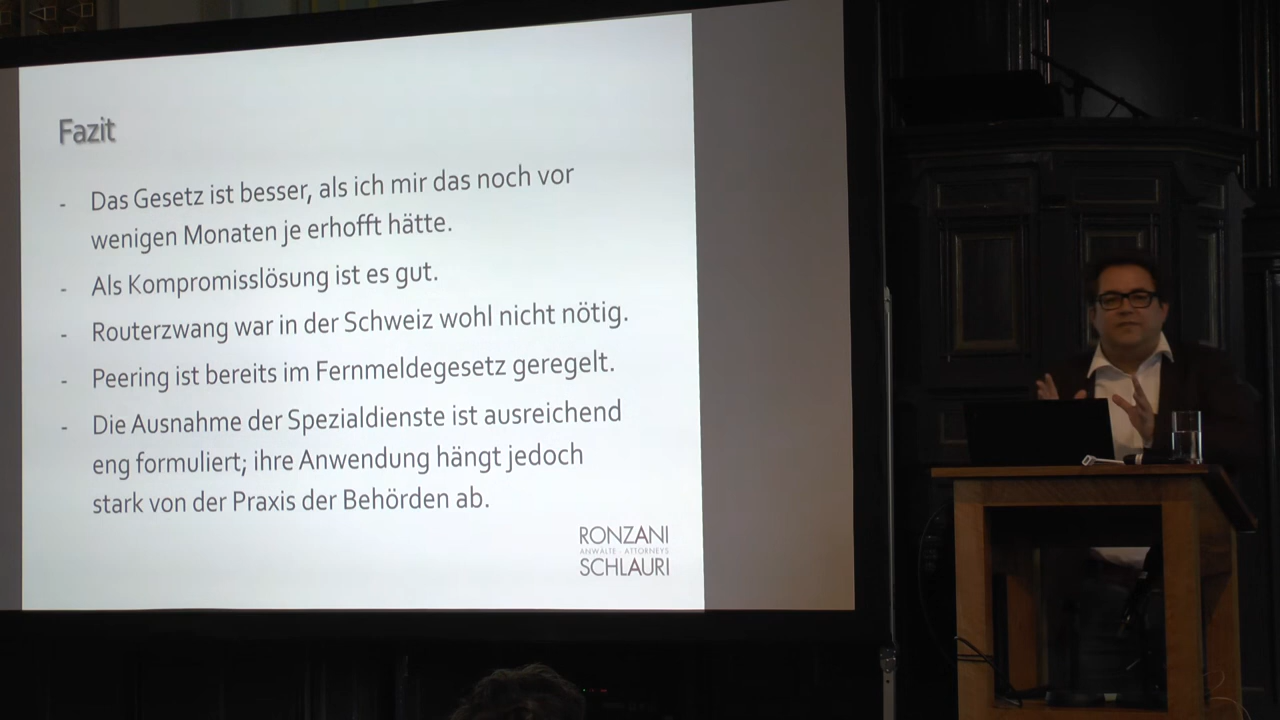 Fazit
- Das Gesetz ist besser, als ich mir das noch vor
wenigen Monaten je erhofft hätte.
- Als Kompromisslösung ist es gut.
- Routerzwang war in der Schweiz wohl nicht nötig.
- Peering ist bereits im Fernmeldegesetz geregelt.
- Die Ausnahme der Spezialdienste ist ausreichend
eng formuliert; ihre Anwendung hängt jedoch
stark von der Praxis der Behörden ab.
RONZANI
ANWÄLTE · ATTORNEYS
SCHLAURI